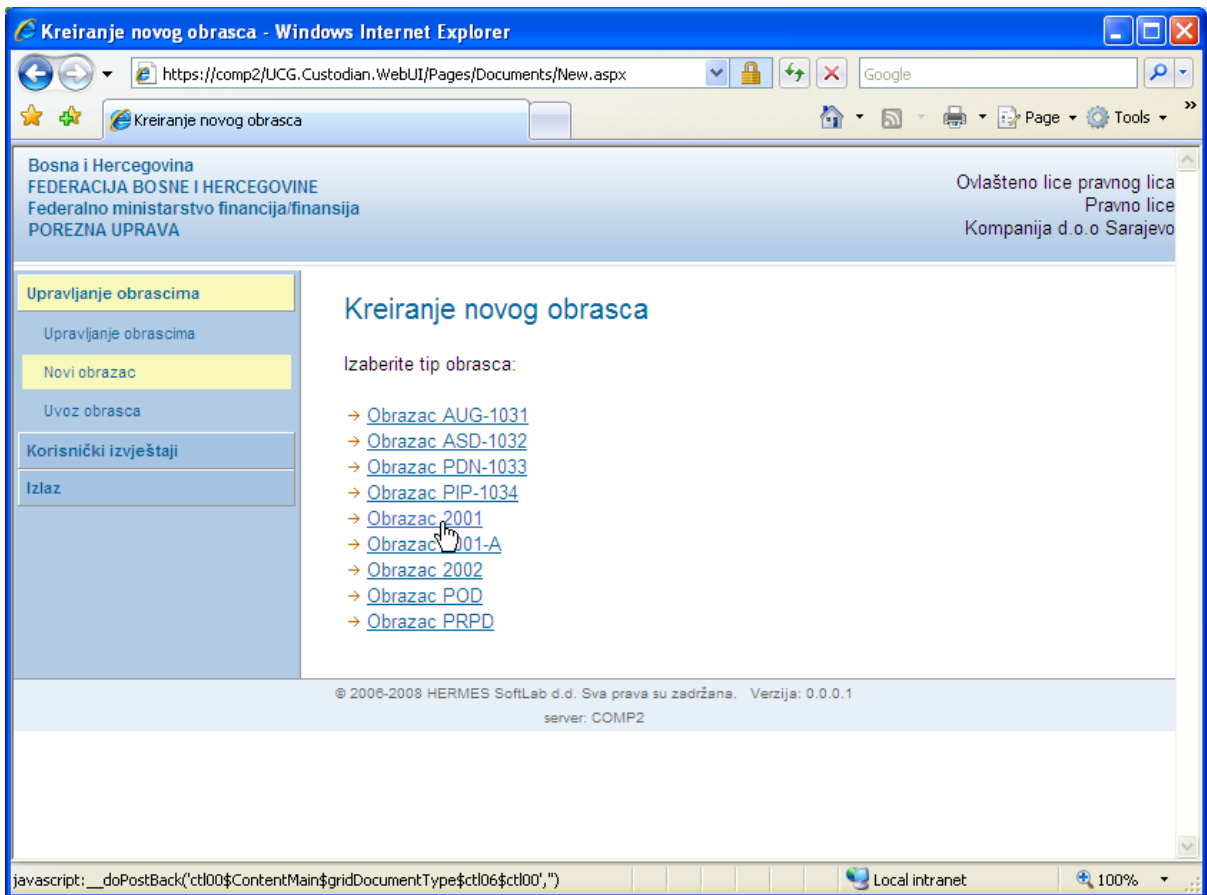 Kreiranje novog obrasca - Windows Internet Explorer
https://comp2/UCG.Custodian.WebUI/Pages/Documents/New.aspx
Google
Kreiranje novog obrasca
Page
Tools
Bosna i Hercegovina
FEDERACIJA BOSNE I HERCEGOVINE
Federalno ministarstvo financija/finansija
POREZNA UPRAVA
Ovlašteno lice pravnog lica
Pravno lice
Kompanija d.o.o Sarajevo
Upravljanje obrascima
Upravljanje obrascima
Novi obrazac
Uvoz obrasca
Korisnički izvještaji
Izlaz
Kreiranje novog obrasca
Izaberite tip obrasca:
Obrazac AUG-1031
Obrazac ASD-1032
Obrazac PDN-1033
Obrazac PIP-1034
Obrazac 2001
Obrazac 2001-A
Obrazac 2002
Obrazac POD
Obrazac PRPD
© 2006-2008 HERMES SoftLab d.d. Sva prava su zadržana. Verzija: 0.0.0.1
server: COMP2
javascript:__doPostBack('ctl00$ContentMain$gridDocumentType$ctl06$ctl00','')
Local intranet
100%